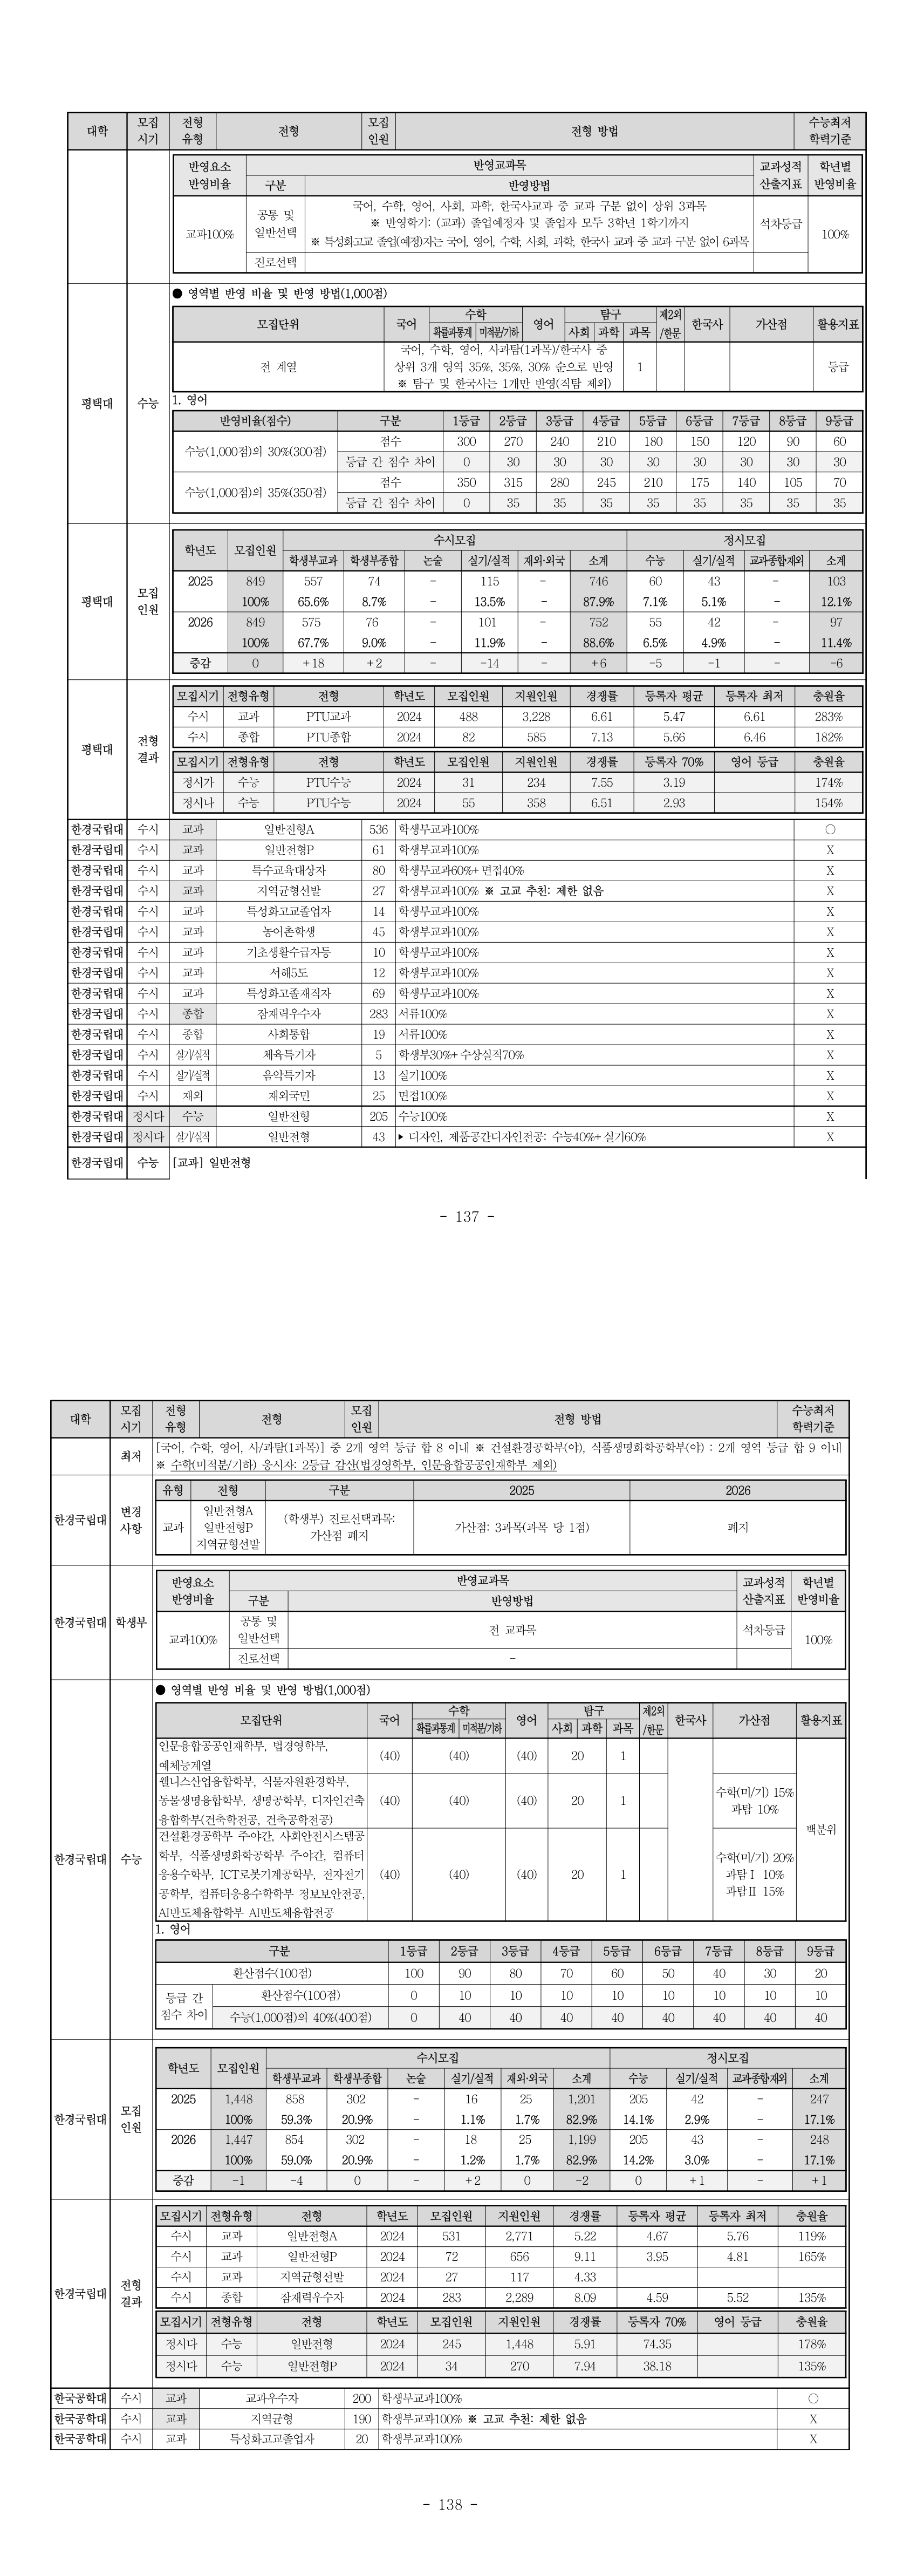 대학 모집시기 전형유형 전형 모집인원 전형 방법 수능최저학력기준
반영요소 반영비율 반영교과목 교과성적 산출지표 학년별 반영비율
구분 반영방법
교과100% 공통 및 일반선택 국어, 수학, 영어, 사회, 과학, 한국사교과 중 교과 구분 없이 상위 3과목 석차등급 100%
※ 반영학기: (교과) 졸업예정자 및 졸업자 모두 3학년 1학기까지
※ 특성화고교 졸업(예정)자는 국어, 영어, 수학, 사회, 과학, 한국사 교과 중 교과 구분 없이 6과목
진로선택
평택대 수능
● 영역별 반영 비율 및 반영 방법(1,000점)
모집단위 국어 수학 영어 탐구 제2외/한문 한국사 가산점 활용지표
확률과통계 미적분/기하 사회 과학 과목
전 계열 국어, 수학, 영어, 사과탐(1과목)/한국사 중 1 등급
상위 3개 영역 35%, 35%, 30% 순으로 반영
※ 탐구 및 한국사는 1개만 반영(직탐 제외)
1. 영어
반영비율(점수) 구분 1등급 2등급 3등급 4등급 5등급 6등급 7등급 8등급 9등급
수능(1,000점)의 30%(300점) 점수 300 270 240 210 180 150 120 90 60
등급 간 점수 차이 0 30 30 30 30 30 30 30 30
수능(1,000점)의 35%(350점) 점수 350 315 280 245 210 175 140 105 70
등급 간 점수 차이 0 35 35 35 35 35 35 35 35
평택대 모집인원
학년도 모집인원 수시모집 정시모집
학생부교과 학생부종합 논술 실기/실적 재외·외국 소계 수능 실기/실적 교과종합재외 소계
2025 849 557 74 - 115 - 746 60 43 - 103
100% 65.6% 8.7% - 13.5% - 87.9% 7.1% 5.1% - 12.1%
2026 849 575 76 - 101 - 752 55 42 - 97
100% 67.7% 9.0% - 11.9% - 88.6% 6.5% 4.9% - 11.4%
증감 0 +18 +2 - -14 - +6 -5 -1 - -6
평택대 전형결과
모집시기 전형유형 전형 학년도 모집인원 지원인원 경쟁률 등록자 평균 등록자 최저 충원율
수시 교과 PTU교과 2024 488 3,228 6.61 5.47 6.61 283%
수시 종합 PTU종합 2024 82 585 7.13 5.66 6.46 182%
모집시기 전형유형 전형 학년도 모집인원 지원인원 경쟁률 등록자 70% 영어 등급 충원율
정시가 수능 PTU수능 2024 31 234 7.55 3.19 174%
정시나 수능 PTU수능 2024 55 358 6.51 2.93 154%
한경국립대 수시 교과 일반전형A 536 학생부교과100% ○
한경국립대 수시 교과 일반전형P 61 학생부교과100% X
한경국립대 수시 교과 특수교육대상자 80 학생부교과60%+ 면접40% X
한경국립대 수시 교과 지역균형선발 27 학생부교과100% ※ 고교 추천: 제한 없음 X
한경국립대 수시 교과 특성화고교졸업자 14 학생부교과100% X
한경국립대 수시 교과 농어촌학생 45 학생부교과100% X
한경국립대 수시 교과 기초생활수급자등 10 학생부교과100% X
한경국립대 수시 교과 서해5도 12 학생부교과100% X
한경국립대 수시 교과 특성화고졸재직자 69 학생부교과100% X
한경국립대 수시 종합 잠재력우수자 283 서류100% X
한경국립대 수시 종합 사회통합 19 서류100% X
한경국립대 수시 실기/실적 체육특기자 5 학생부30%+ 수상실적70% X
한경국립대 수시 실기/실적 음악특기자 13 실기100% X
한경국립대 수시 재외 재외국민 25 면접100% X
한경국립대 정시다 수능 일반전형 205 수능100% X
한경국립대 정시다 실기/실적 일반전형 43 ▶ 디자인, 제품공간디자인전공: 수능40%+ 실기60% X
한경국립대 수능 [교과] 일반전형
- 137 -
대학 모집시기 전형유형 전형 모집인원 전형 방법 수능최저학력기준
최저 [국어, 수학, 영어, 사/과탐(1과목)] 중 2개 영역 등급 합 8 이내 ※ 건설환경공학부(야), 식품생명화학공학부(야) : 2개 영역 등급 합 9 이내
※ 수학(미적분/기하) 응시자: 2등급 감산(법경영학부, 인문융합공공인재학부 제외)
한경국립대 변경사항
유형 전형 구분 2025 2026
교과 일반전형A 일반전형P 지역균형선발 (학생부) 진로선택과목: 가산점 폐지 가산점: 3과목(과목 당 1점) 폐지
한경국립대 학생부
반영요소 반영비율 반영교과목 교과성적 산출지표 학년별 반영비율
구분 반영방법
교과100% 공통 및 일반선택 전 교과목 석차등급 100%
진로선택 -
한경국립대 수능
● 영역별 반영 비율 및 반영 방법(1,000점)
모집단위 국어 수학 영어 탐구 제2외/한문 한국사 가산점 활용지표
확률과통계 미적분/기하 사회 과학 과목
인문융합공공인재학부, 법경영학부, 예체능계열 (40) (40) (40) 20 1
웰니스산업융합학부, 식물자원환경학부,
동물생명융합학부, 생명공학부, 디자인건축 (40) (40) (40) 20 1 수학(미/기) 15% 과탐 10%
융합학부(건축학전공, 건축공학전공)
백분위
건설환경공학부 주·야간, 사회안전시스템공
학부, 식품생명화학공학부 주·야간, 컴퓨터
응용수학부, ICT로봇기계공학부, 전자전기 (40) (40) (40) 20 1 수학(미/기) 20% 과탐Ⅰ 10% 과탐Ⅱ 15%
공학부, 컴퓨터응용수학학부 정보보안전공,
AI반도체융합학부 AI반도체융합전공
1. 영어
구분 1등급 2등급 3등급 4등급 5등급 6등급 7등급 8등급 9등급
환산점수(100점) 100 90 80 70 60 50 40 30 20
등급 간 점수 차이 환산점수(100점) 0 10 10 10 10 10 10 10 10
수능(1,000점)의 40%(400점) 0 40 40 40 40 40 40 40 40
한경국립대 모집인원
학년도 모집인원 수시모집 정시모집
학생부교과 학생부종합 논술 실기/실적 재외·외국 소계 수능 실기/실적 교과종합재외 소계
2025 1,448 858 302 - 16 25 1,201 205 42 - 247
100% 59.3% 20.9% - 1.1% 1.7% 82.9% 14.1% 2.9% - 17.1%
2026 1,447 854 302 - 18 25 1,199 205 43 - 248
100% 59.0% 20.9% - 1.2% 1.7% 82.9% 14.2% 3.0% - 17.1%
증감 -1 -4 0 - +2 0 -2 0 +1 - +1
한경국립대 전형결과
모집시기 전형유형 전형 학년도 모집인원 지원인원 경쟁률 등록자 평균 등록자 최저 충원율
수시 교과 일반전형A 2024 531 2,771 5.22 4.67 5.76 119%
수시 교과 일반전형P 2024 72 656 9.11 3.95 4.81 165%
수시 교과 지역균형선발 2024 27 117 4.33
수시 종합 잠재력우수자 2024 283 2,289 8.09 4.59 5.52 135%
모집시기 전형유형 전형 학년도 모집인원 지원인원 경쟁률 등록자 70% 영어 등급 충원율
정시다 수능 일반전형 2024 245 1,448 5.91 74.35 178%
정시다 수능 일반전형P 2024 34 270 7.94 38.18 135%
한국공학대 수시 교과 교과우수자 200 학생부교과100% ○
한국공학대 수시 교과 지역균형 190 학생부교과100% ※ 고교 추천: 제한 없음 X
한국공학대 수시 교과 특성화고교졸업자 20 학생부교과100% X
- 138 -